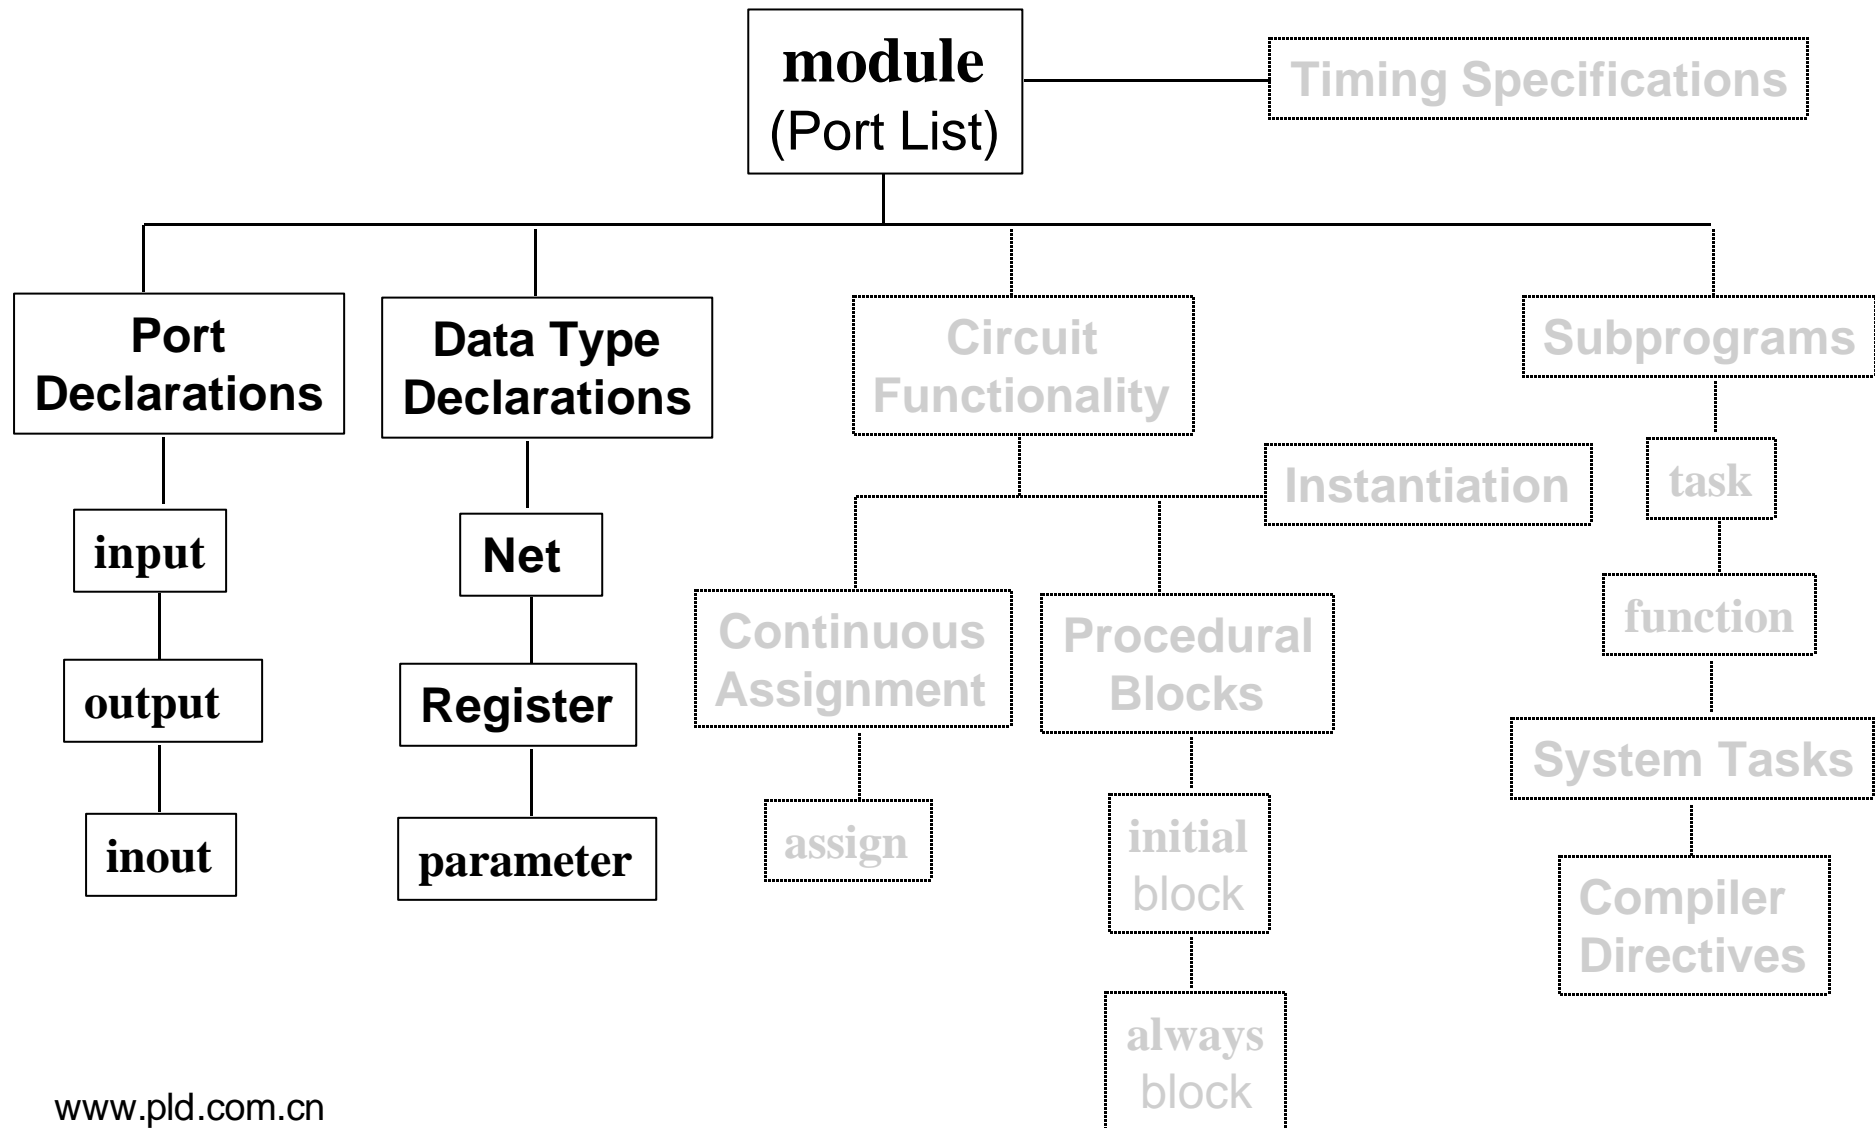 module
(Port List)
Timing Specifications
Port
Declarations
Data Type
Declarations
Circuit
Functionality
Subprograms
input
output
inout
Net
Register
parameter
Instantiation
Continuous
Assignment
assign
Procedural
Blocks
initial
block
always
block
task
function
System Tasks
Compiler
Directives
www.pld.com.cn